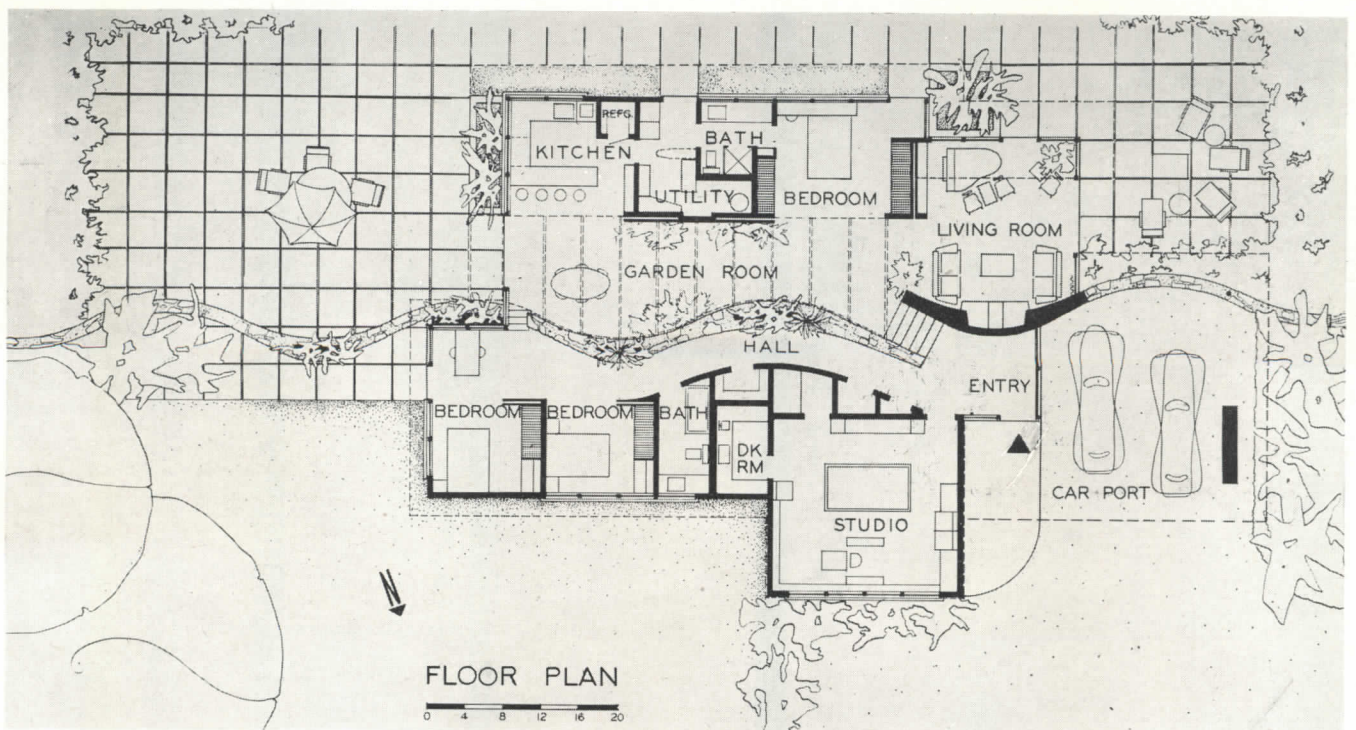 REFG.
KITCHEN
BATH
UTILITY
BEDROOM
LIVING ROOM
GARDEN ROOM
HALL
ENTRY
BEDROOM
BEDROOM
BATH
DK
RM
STUDIO
CAR PORT
N
FLOOR PLAN
0 4 8 12 16 20